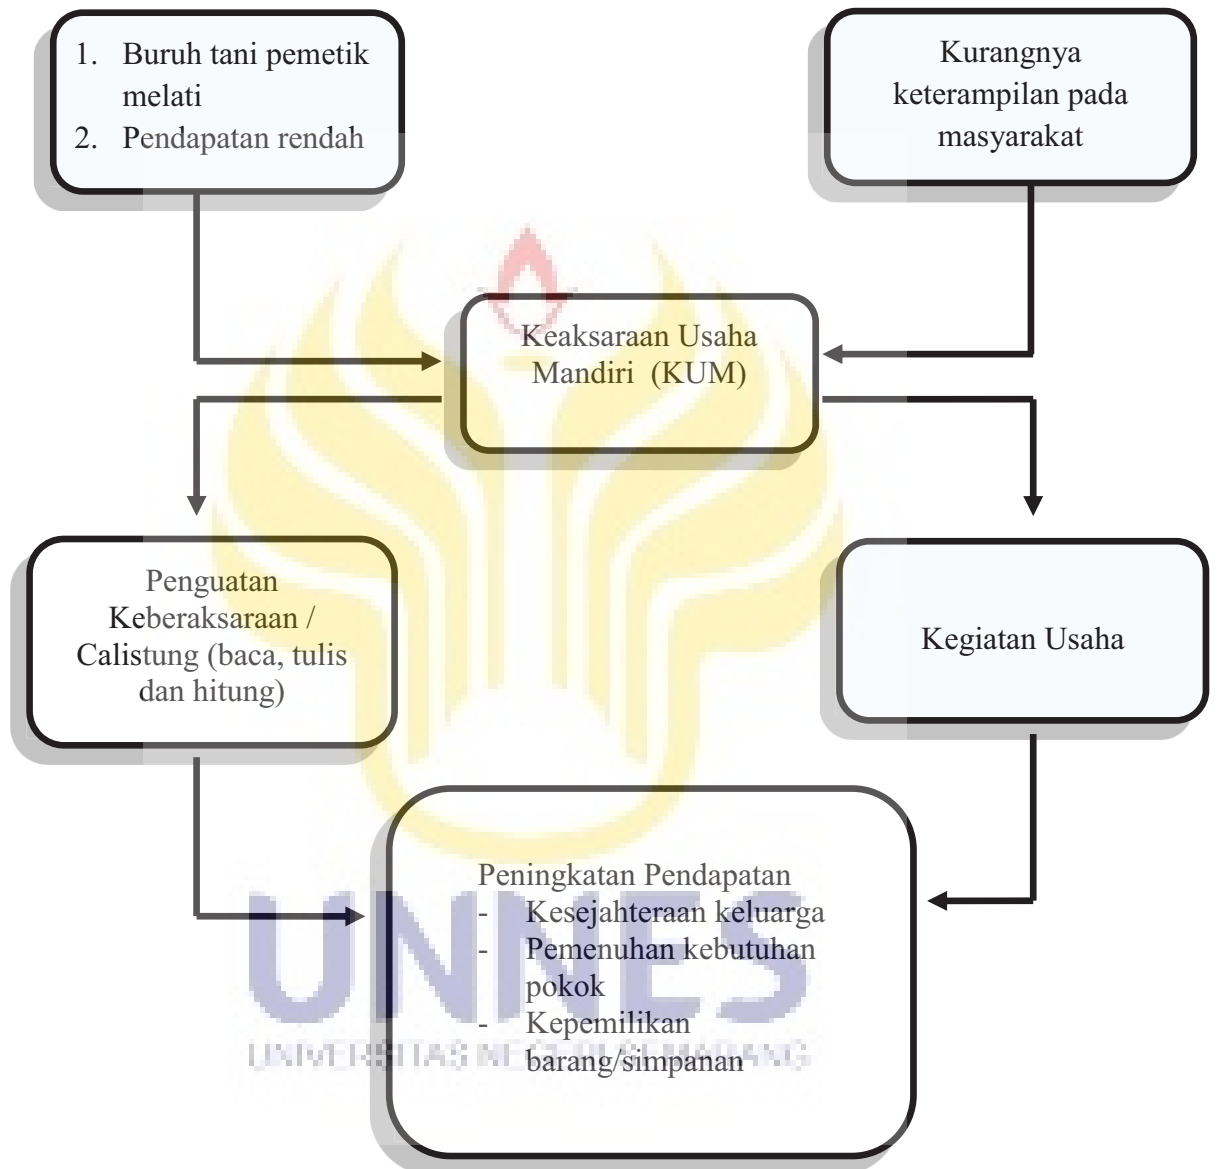 1. Buruh tani pemetik
melati
2. Pendapatan rendah
Kurangnya
keterampilan pada
masyarakat
Keaksaraan Usaha
Mandiri (KUM)
Penguatan
Keberaksaraan /
Calistung (baca, tulis
dan hitung)
Kegiatan Usaha
Peningkatan Pendapatan
- Kesejahteraan keluarga
- Pemenuhan kebutuhan
pokok
- Kepemilikan
barang/simpanan
UNNES
UNIVERSITAS NEGERI SEMARANG